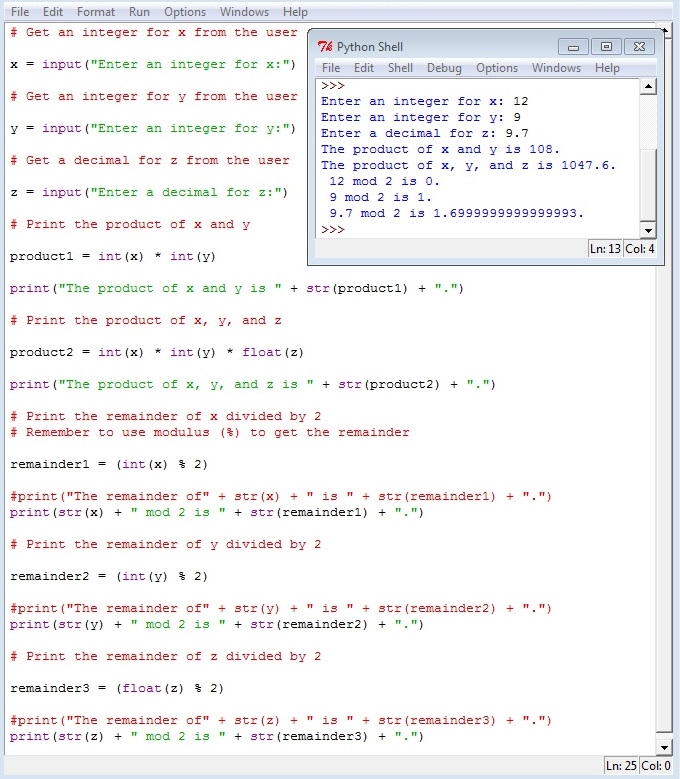 File Edit Format Run Options Windows Help
# Get an integer for x from the user
x = input("Enter an integer for x:")
# Get an integer for y from the user
y = input("Enter an integer for y:")
# Get a decimal for z from the user
z = input("Enter a decimal for z:")
# Print the product of x and y
product1 = int(x) * int(y)
print("The product of x and y is " + str(product1) + ".")
# Print the product of x, y, and z
product2 = int(x) * int(y) * float(z)
print("The product of x, y, and z is " + str(product2) + ".")
# Print the remainder of x divided by 2
# Remember to use modulus (%) to get the remainder
remainder1 = (int(x) % 2)
#print("The remainder of" + str(x) + " is " + str(remainder1) + ".")
print(str(x) + " mod 2 is " + str(remainder1) + ".")
# Print the remainder of y divided by 2
remainder2 = (int(y) % 2)
#print("The remainder of" + str(y) + " is " + str(remainder2) + ".")
print(str(y) + " mod 2 is " + str(remainder2) + ".")
# Print the remainder of z divided by 2
remainder3 = (float(z) % 2)
#print("The remainder of" + str(z) + " is " + str(remainder3) + ".")
print(str(z) + " mod 2 is " + str(remainder3) + ".")
Ln: 25 Col: 0
Python Shell
File Edit Shell Debug Options Windows Help
>>>
Enter an integer for x: 12
Enter an integer for y: 9
Enter a decimal for z: 9.7
The product of x and y is 108.
The product of x, y, and z is 1047.6.
 12 mod 2 is 0.
 9 mod 2 is 1.
 9.7 mod 2 is 1.6999999999999993.
>>>
Ln: 13 Col: 4